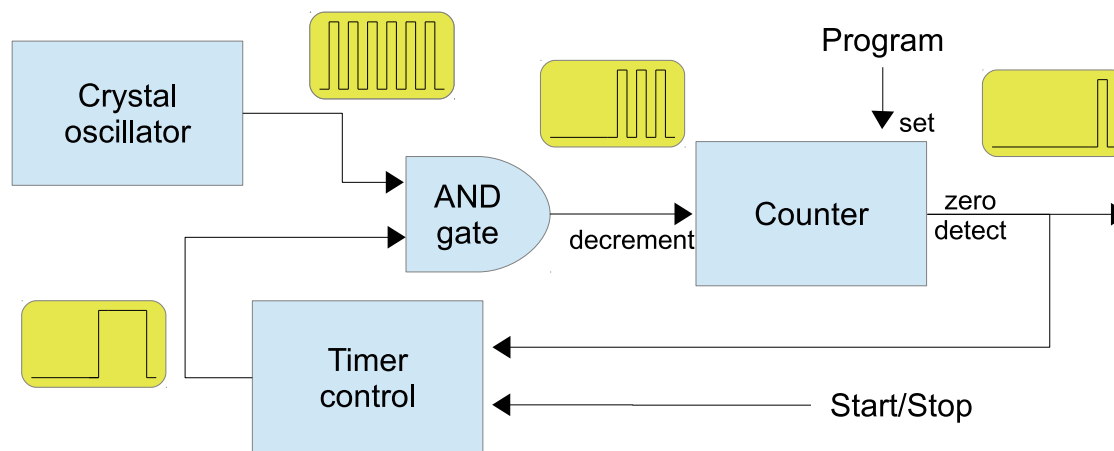 Program
Crystal
oscillator
set
AND
gate
Counter
zero
detect
decrement
Timer
control
Start/Stop